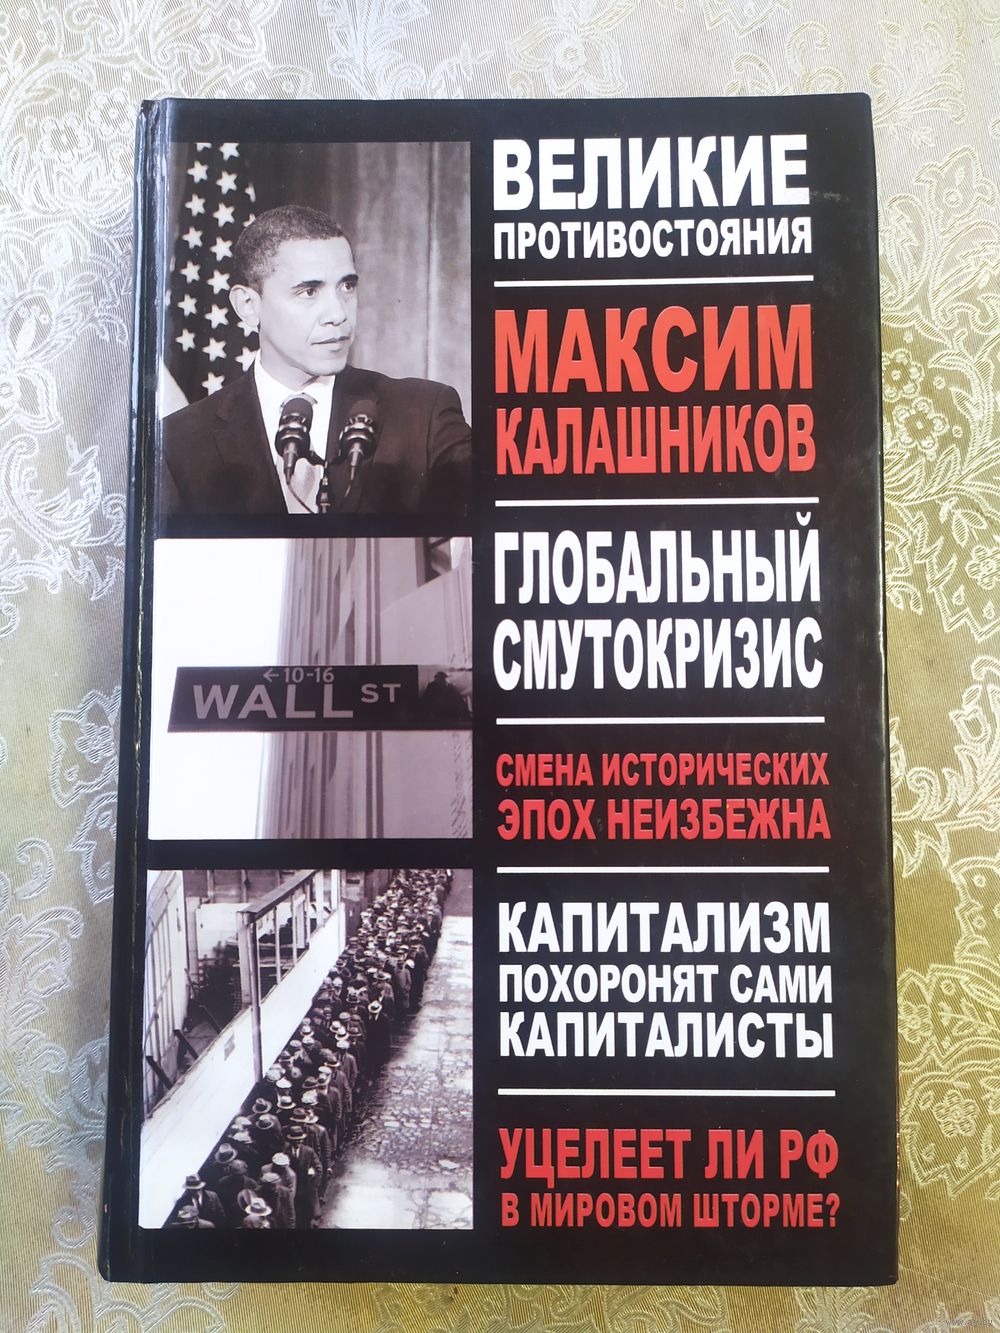 ВЕЛИКИЕ
ПРОТИВОСТОЯНИЯ
МАКСИМ
КАЛАШНИКОВ
ГЛОБАЛЬНЫЙ
СМУТОКРИЗИС
СМЕНА ИСТОРИЧЕСКИХ
ЭПОХ НЕИЗБЕЖНА
КАПИТАЛИЗМ
ПОХОРОНЯТ САМИ
КАПИТАЛИСТЫ
УЦЕЛЕЕТ ЛИ РФ
В МИРОВОМ ШТОРМЕ?
←10-16
WALL ST